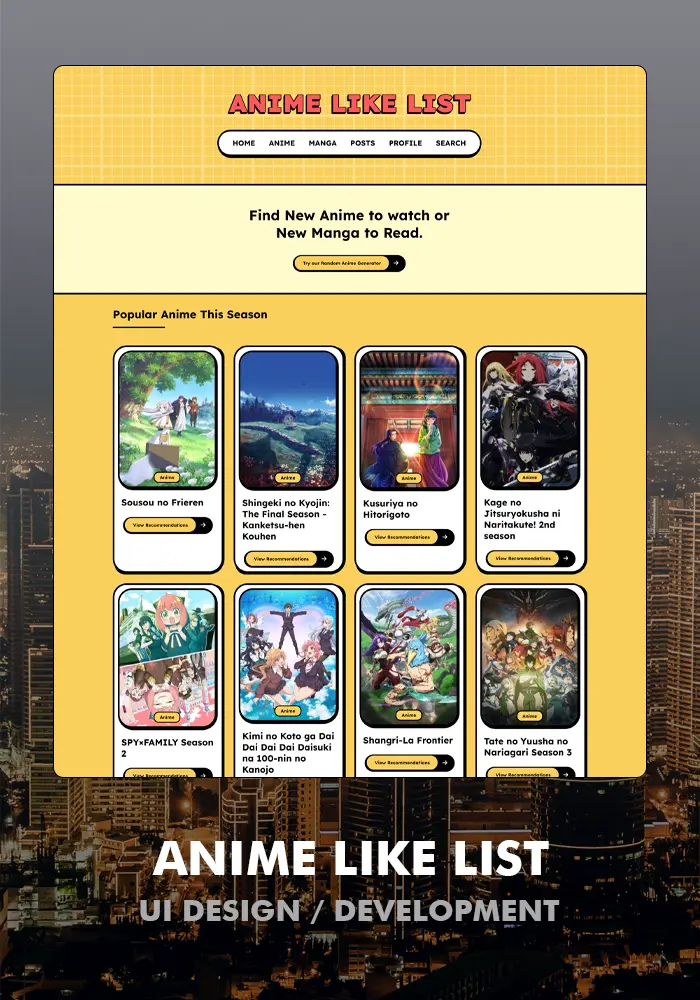 ANIME LIKE LIST
HOME ANIME MANGA POSTS PROFILE SEARCH
Find New Anime to watch or
New Manga to Read.
Try our Random Anime Generator
Popular Anime This Season
Anime
Sousou no Frieren
View Recommendations
Anime
Shingeki no Kyojin:
The Final Season -
Kanketsu-hen
Kouhen
View Recommendations
Anime
Kusuriya no
Hitorigoto
View Recommendations
Anime
Kage no
Jitsuryokusha ni
Naritakute! 2nd
season
View Recommendations
Anime
SPY×FAMILY Season
2
View Recommendations
Anime
Kimi no Koto ga Dai
Dai Dai Dai Daisuki
na 100-nin no
Kanojo
Anime
Shangri-La Frontier
View Recommendations
Anime
Tate no Yuusha no
Nariagari Season 3
View Recommendations
ANIME LIKE LIST
UI DESIGN / DEVELOPMENT